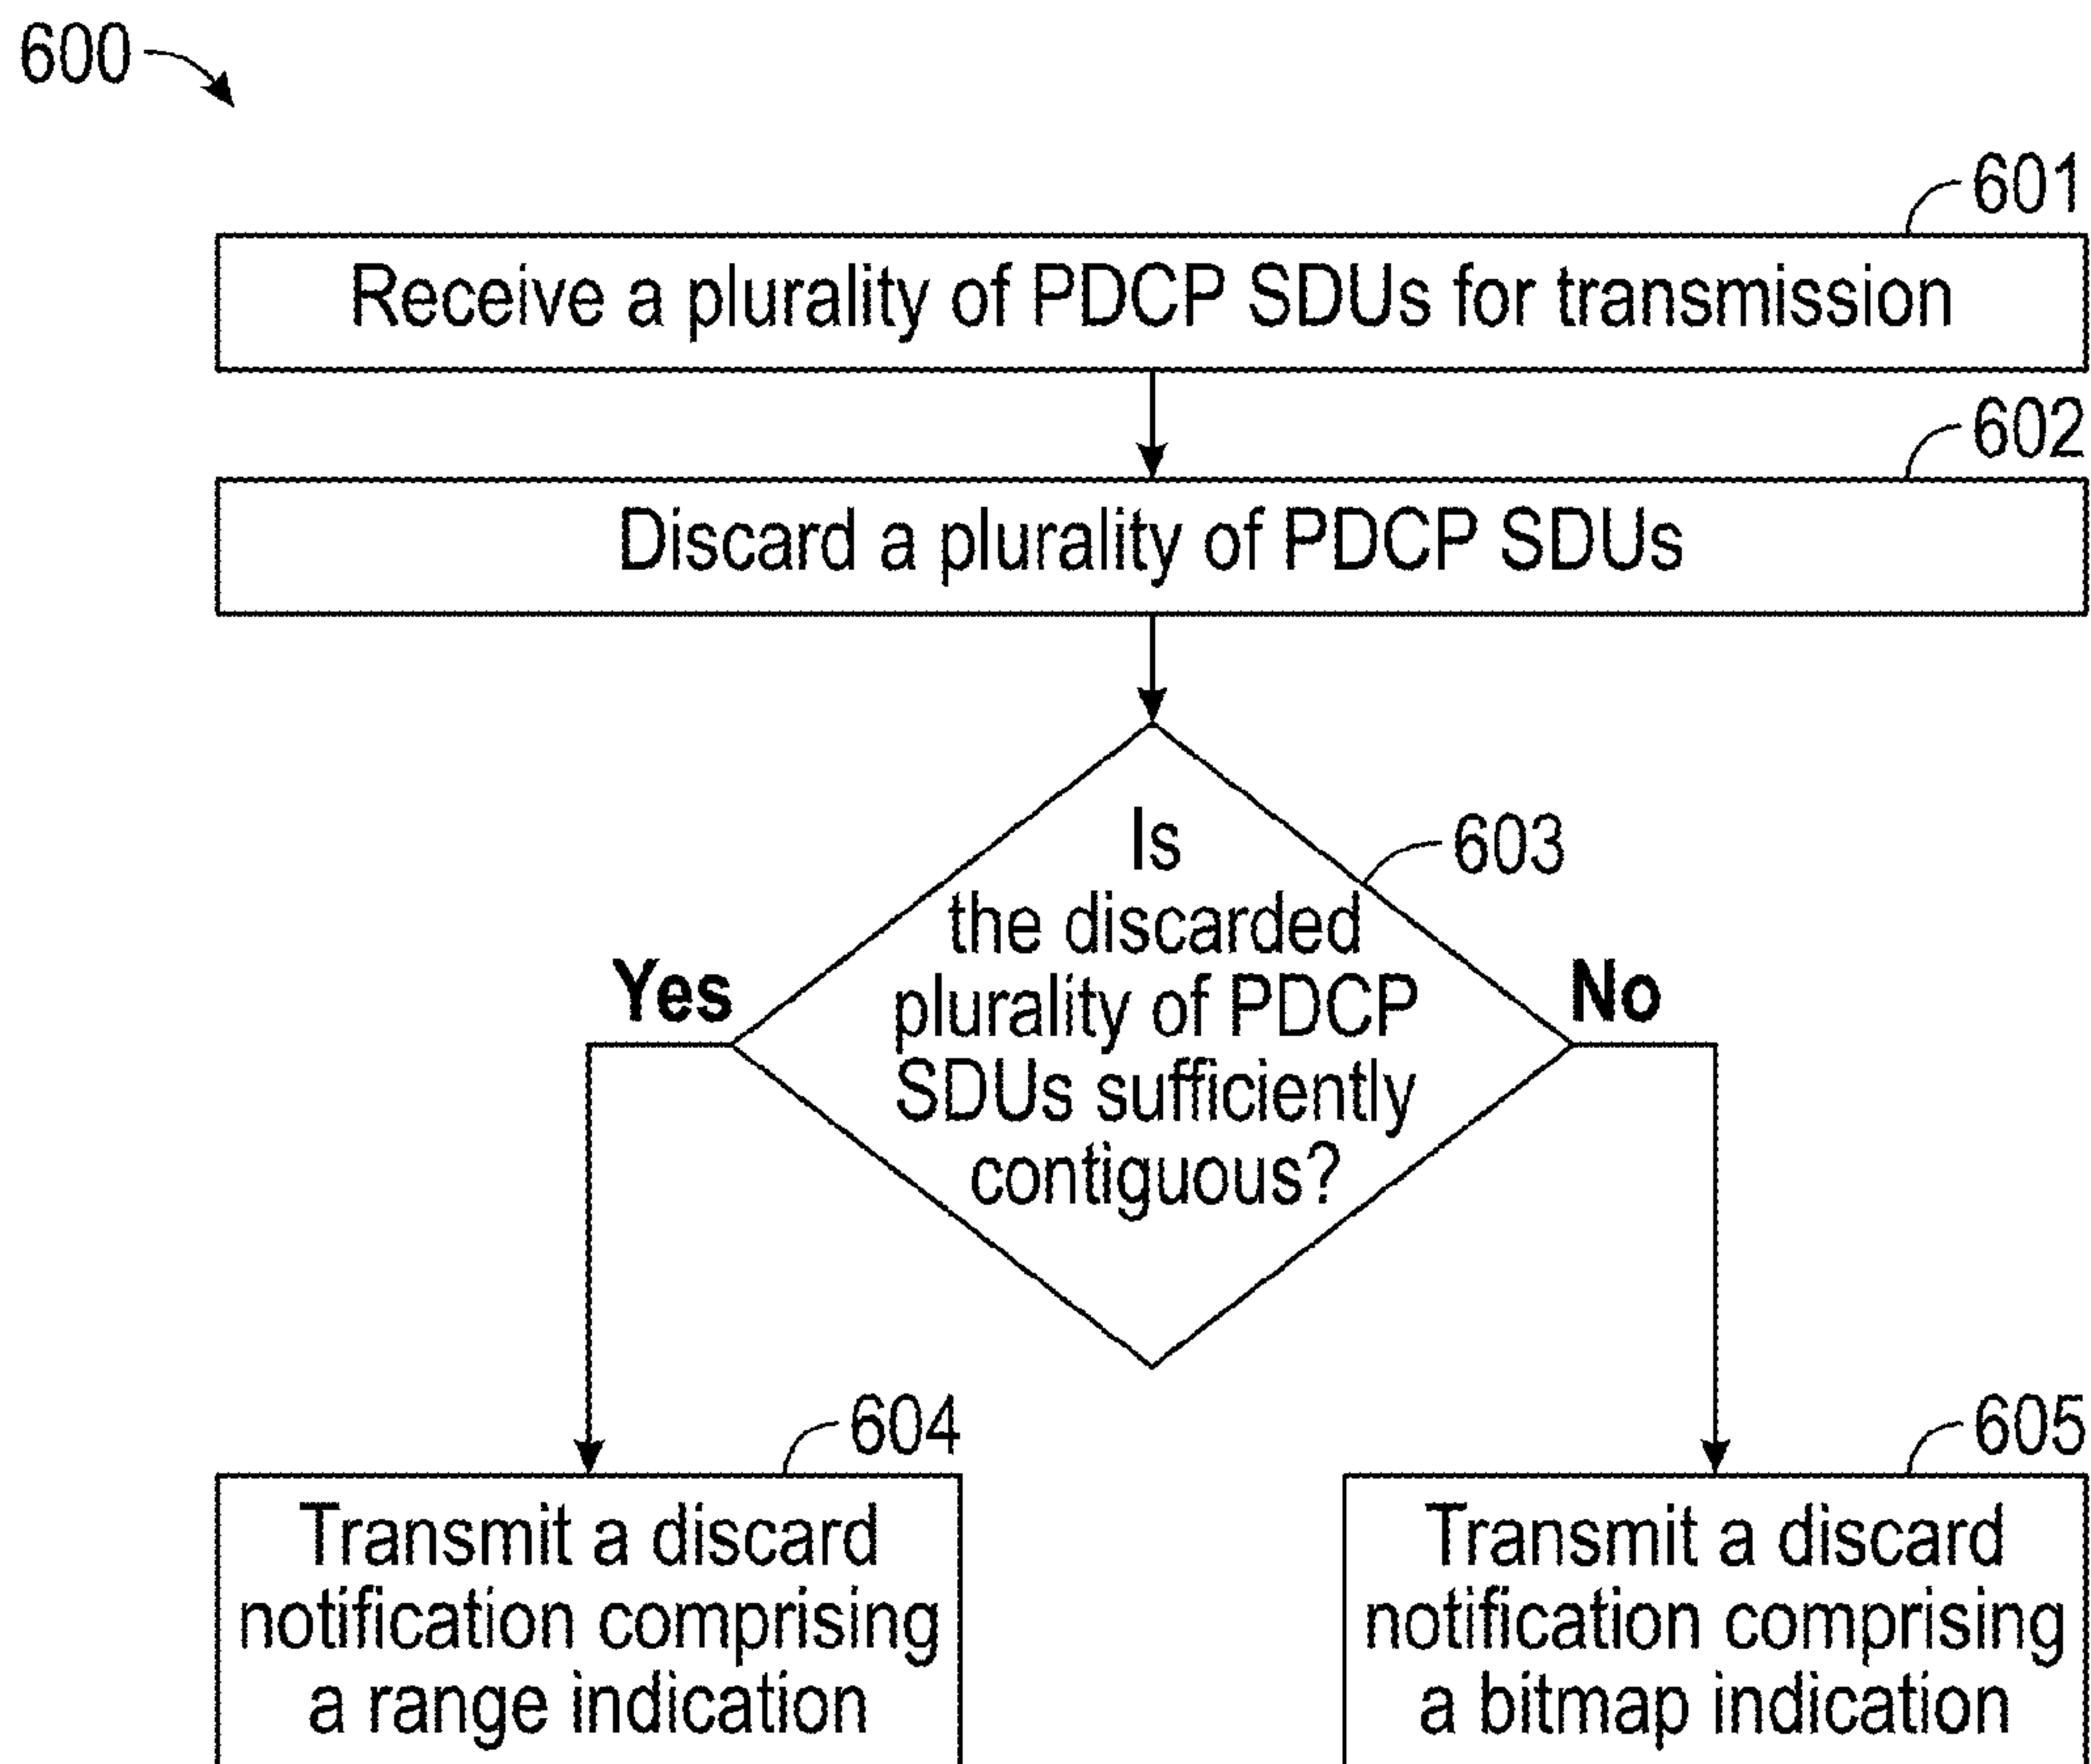 600
601
Receive a plurality of PDCP SDUs for transmission
602
Discard a plurality of PDCP SDUs
603
Is
the discarded
plurality of PDCP
SDUs sufficiently
contiguous?
Yes
No
604
Transmit a discard
notification comprising
a range indication
605
Transmit a discard
notification comprising
a bitmap indication